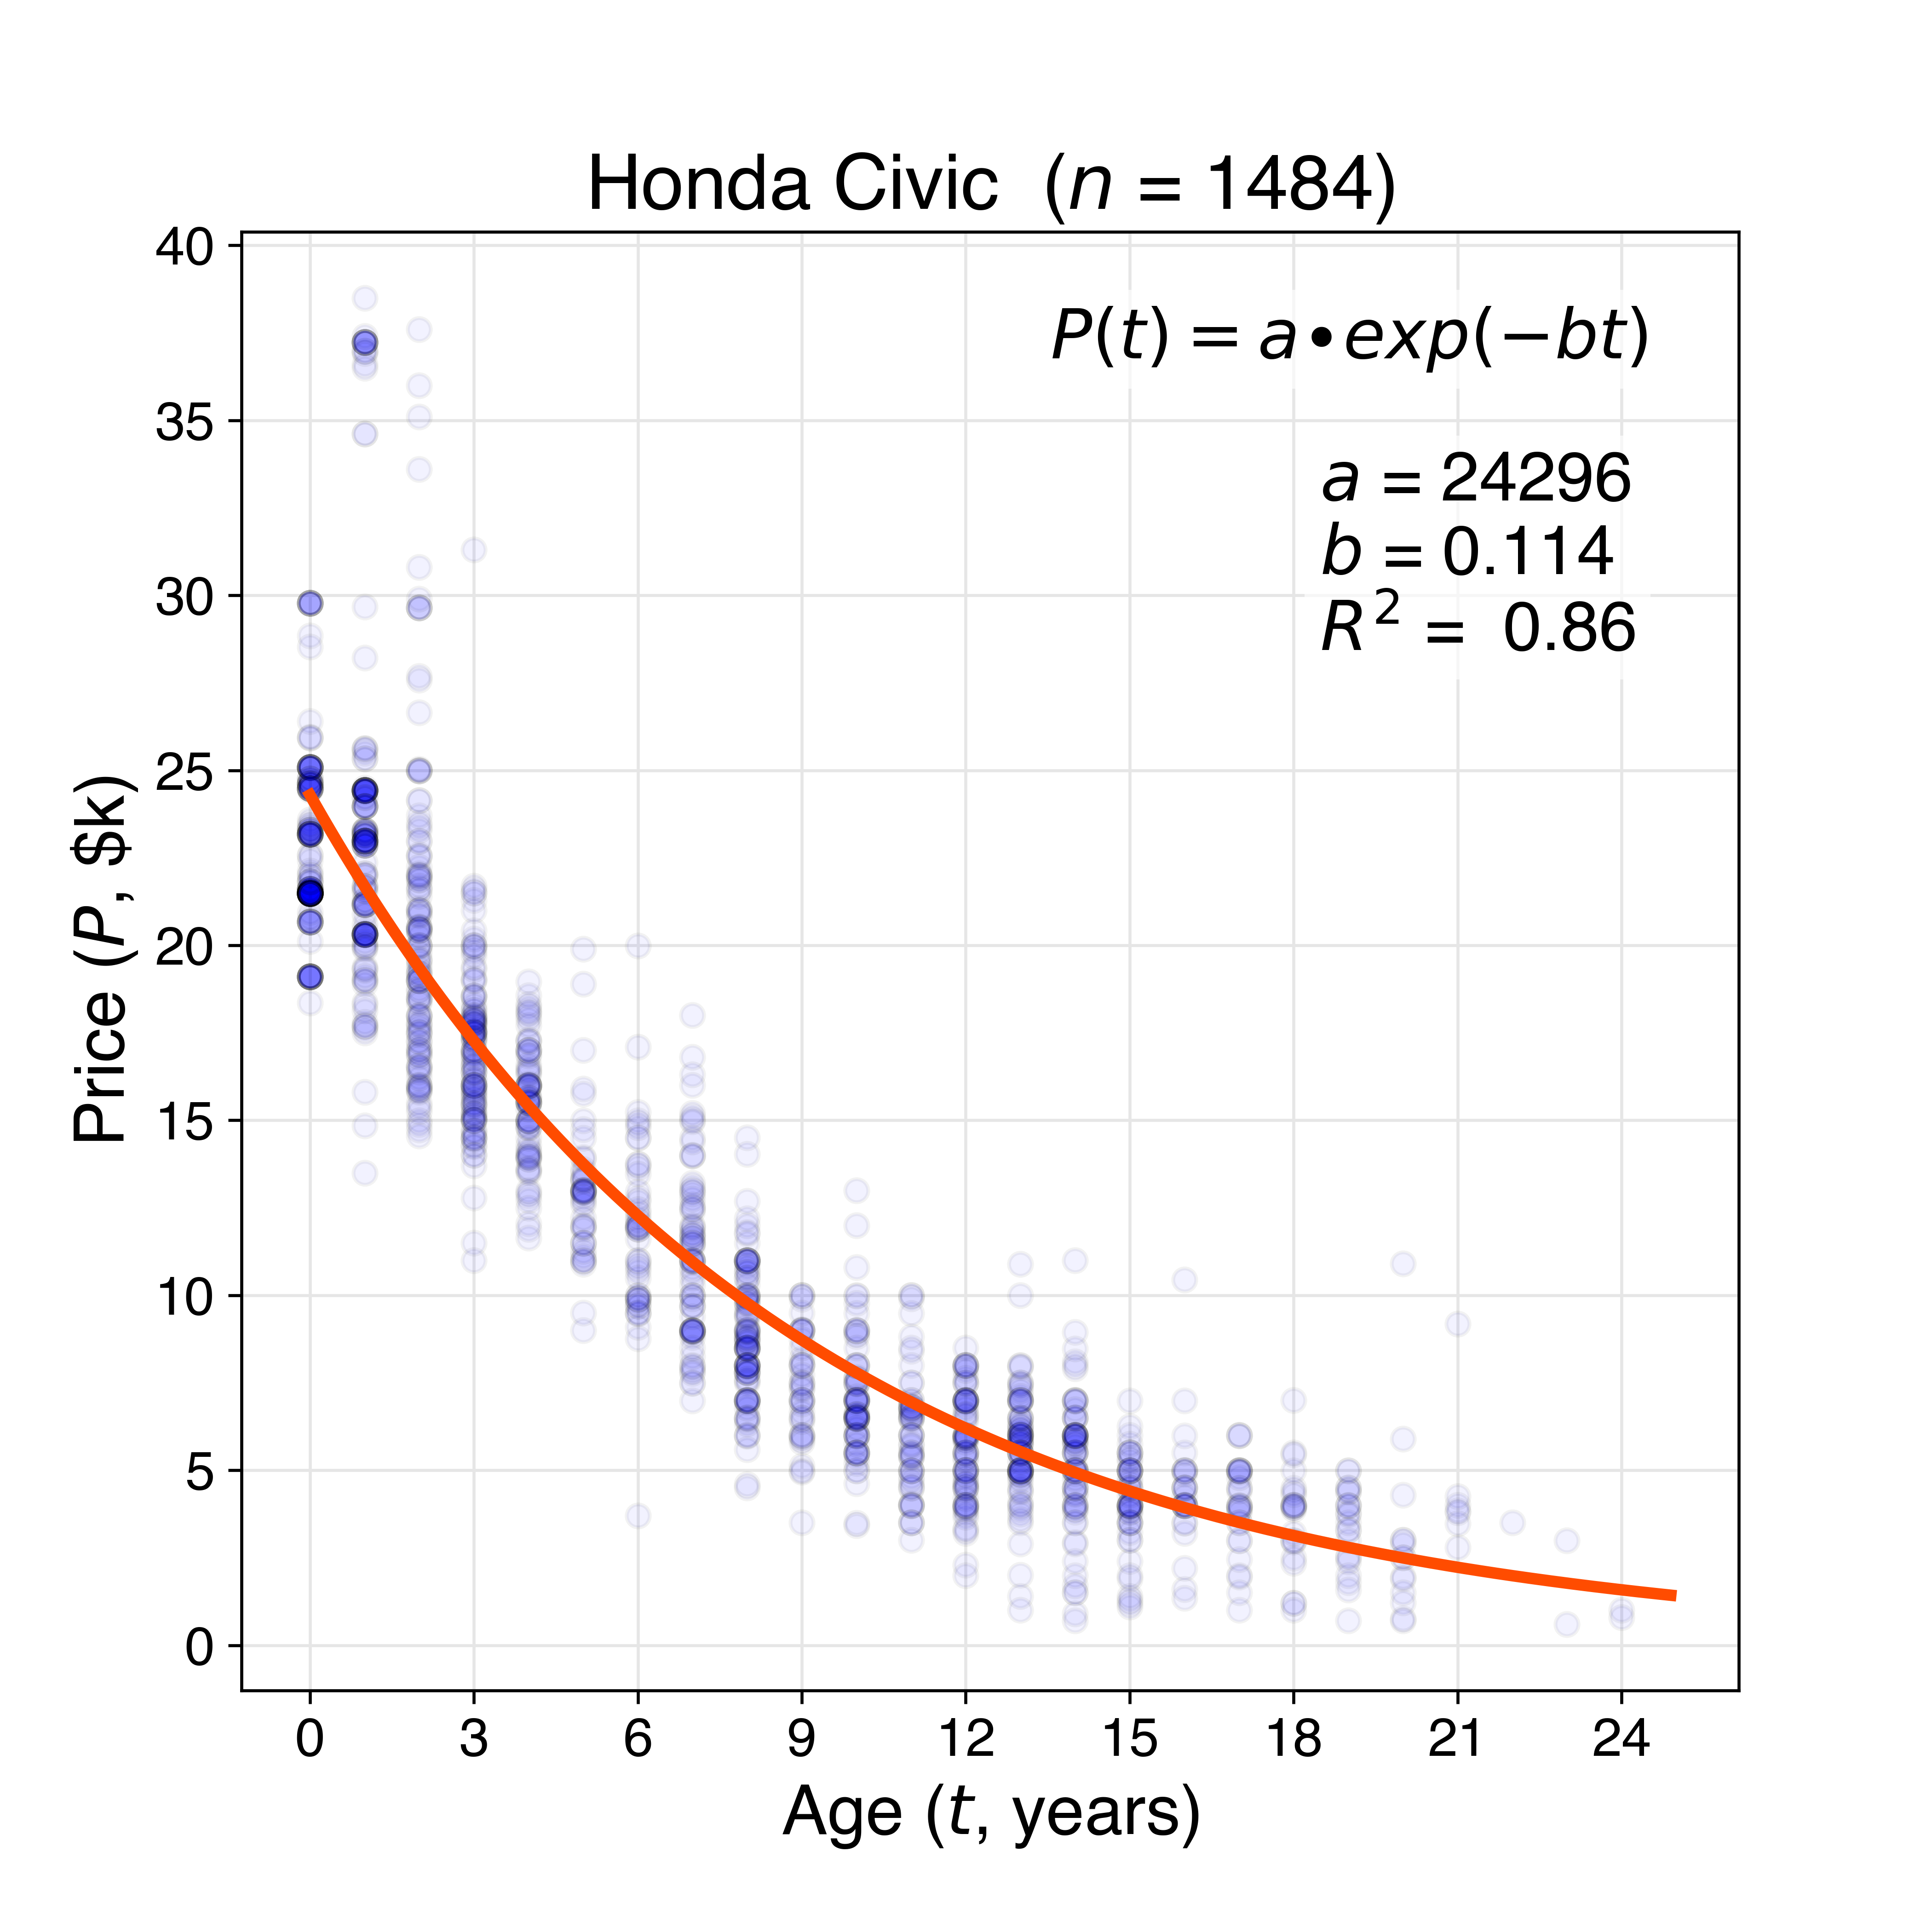 Honda Civic (n = 1484)
P(t) = a•exp(−bt)
a = 24296
b = 0.114
R² = 0.86
Price (P, $k)
40
35
30
25
20
15
10
5
0
0 3 6 9 12 15 18 21 24
Age (t, years)